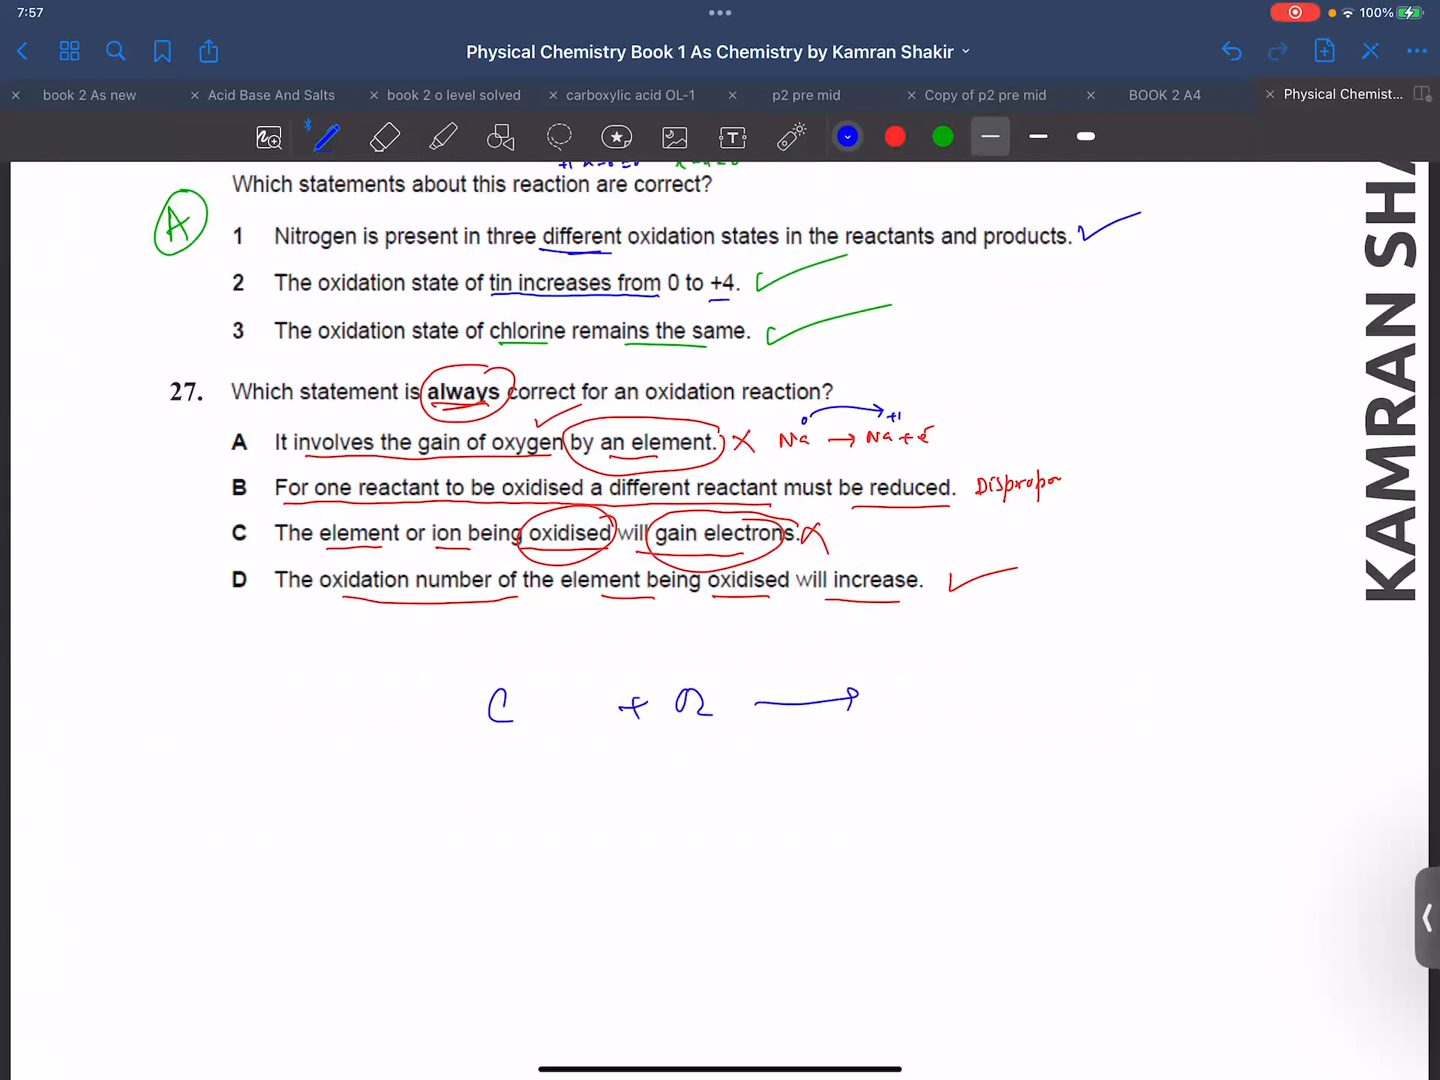 7:57
100%
Physical Chemistry Book 1 As Chemistry by Kamran Shakir
book 2 As new
Acid Base And Salts
book 2 o level solved
carboxylic acid OL-1
p2 pre mid
Copy of p2 pre mid
BOOK 2 A4
Physical Chemist...
Which statements about this reaction are correct?
A
1 Nitrogen is present in three different oxidation states in the reactants and products.
2 The oxidation state of tin increases from 0 to +4.
3 The oxidation state of chlorine remains the same.
27. Which statement is always correct for an oxidation reaction?
A It involves the gain of oxygen by an element. X Na⁰ → Na⁺¹ + e⁻
B For one reactant to be oxidised a different reactant must be reduced. Dispropo
C The element or ion being oxidised will gain electrons. X
D The oxidation number of the element being oxidised will increase.
C + O2 →
KAMRAN SHA